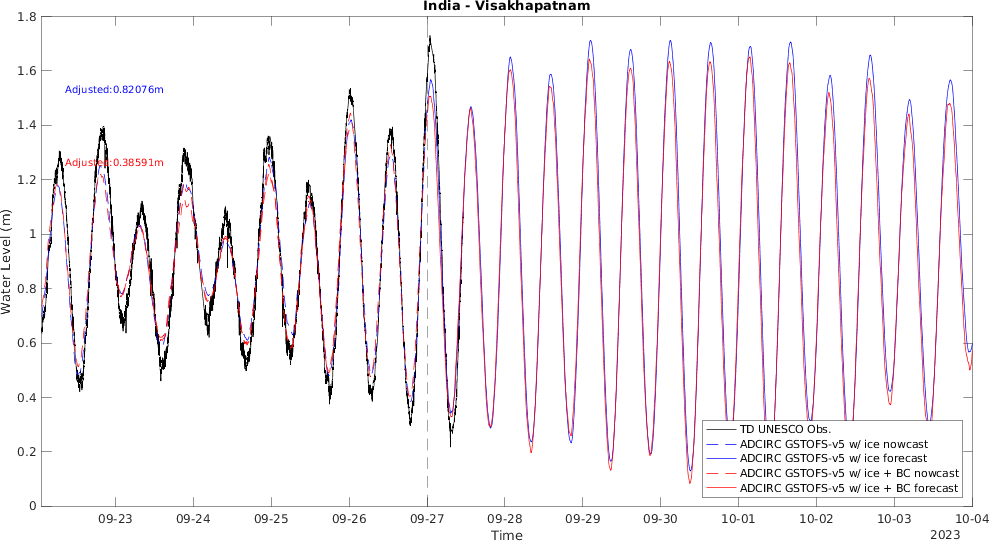 India - Visakhapatnam
1.8
1.6
1.4
1.2
1
0.8
0.6
0.4
0.2
0
Water Level (m)
Adjusted:0.82076m
Adjusted:0.38591m
TD UNESCO Obs.
ADCIRC GSTOFS-v5 w/ ice nowcast
ADCIRC GSTOFS-v5 w/ ice forecast
ADCIRC GSTOFS-v5 w/ ice + BC nowcast
ADCIRC GSTOFS-v5 w/ ice + BC forecast
09-23 09-24 09-25 09-26 09-27 09-28 09-29 09-30 10-01 10-02 10-03 10-04
Time
2023